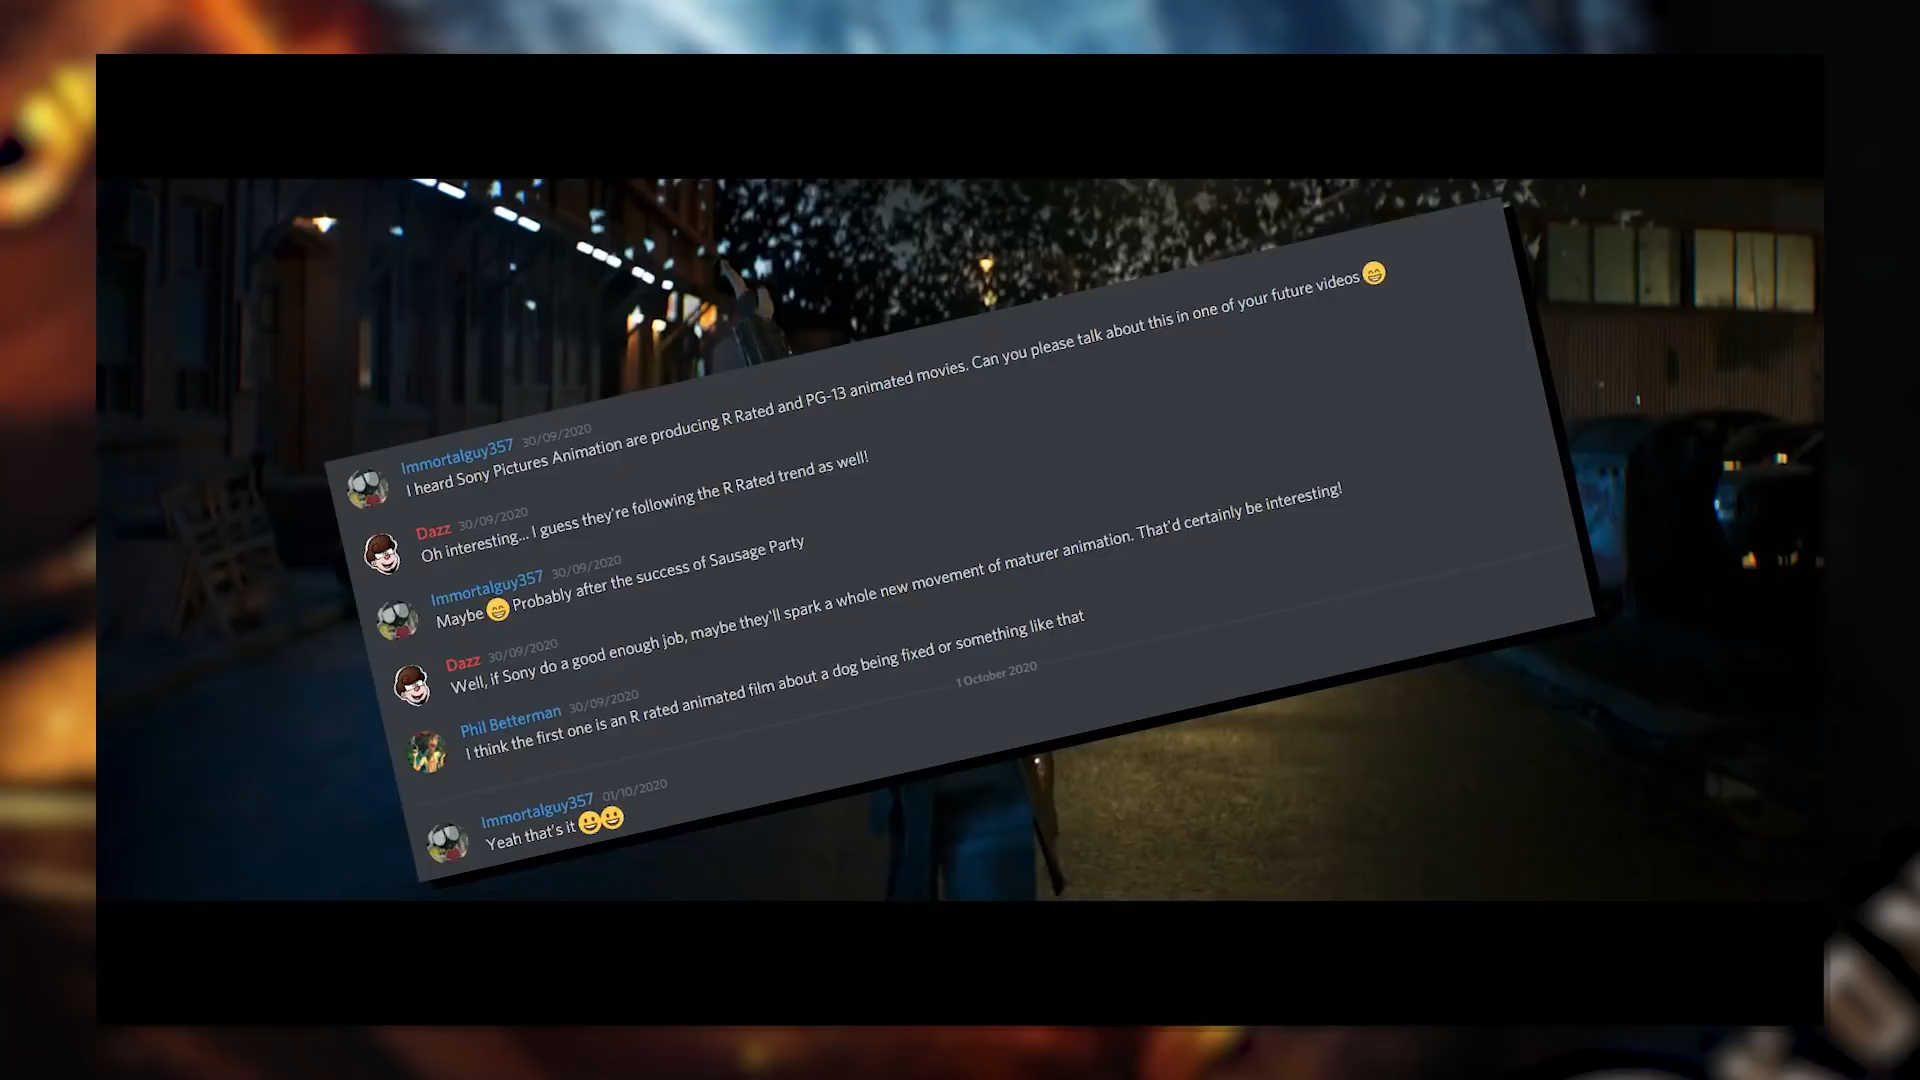 Immortalguy357 30/09/2020
I heard Sony Pictures Animation are producing R Rated and PG-13 animated movies. Can you please talk about this in one of your future videos 😄
Dazz 30/09/2020
Oh interesting... I guess they're following the R Rated trend as well!
Immortalguy357 30/09/2020
Maybe 😄 Probably after the success of Sausage Party
Dazz 30/09/2020
Well, if Sony do a good enough job, maybe they'll spark a whole new movement of maturer animation. That'd certainly be interesting!
Phil Betterman 30/09/2020
I think the first one is an R rated animated film about a dog being fixed or something like that
1 October 2020
Immortalguy357 01/10/2020
Yeah that's it 😃😃